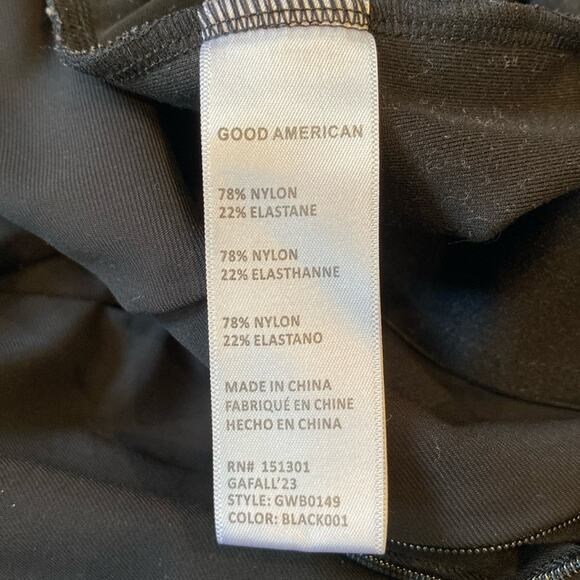 GOOD AMERICAN
78% NYLON
22% ELASTANE
78% NYLON
22% ELASTHANNE
78% NYLON
22% ELASTANO
MADE IN CHINA
FABRIQUÉ EN CHINE
HECHO EN CHINA
RN# 151301
GAFALL'23
STYLE: GWB0149
COLOR: BLACK001